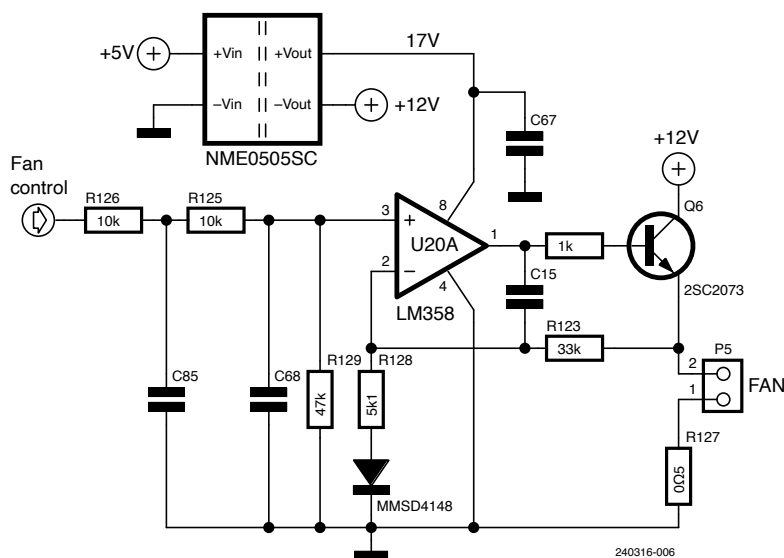 17V
+5V
+Vin
+Vout
–Vin
–Vout
+12V
NME0505SC
C67
+12V
Fan
control
R126
10k
R125
10k
3
+
8
U20A
1
1k
Q6
2
–
4
LM358
C15
2SC2073
R123
33k
P5
2
1
FAN
C85
C68
R129
47k
R128
5k1
R127
0Ω5
MMSD4148
240316-006